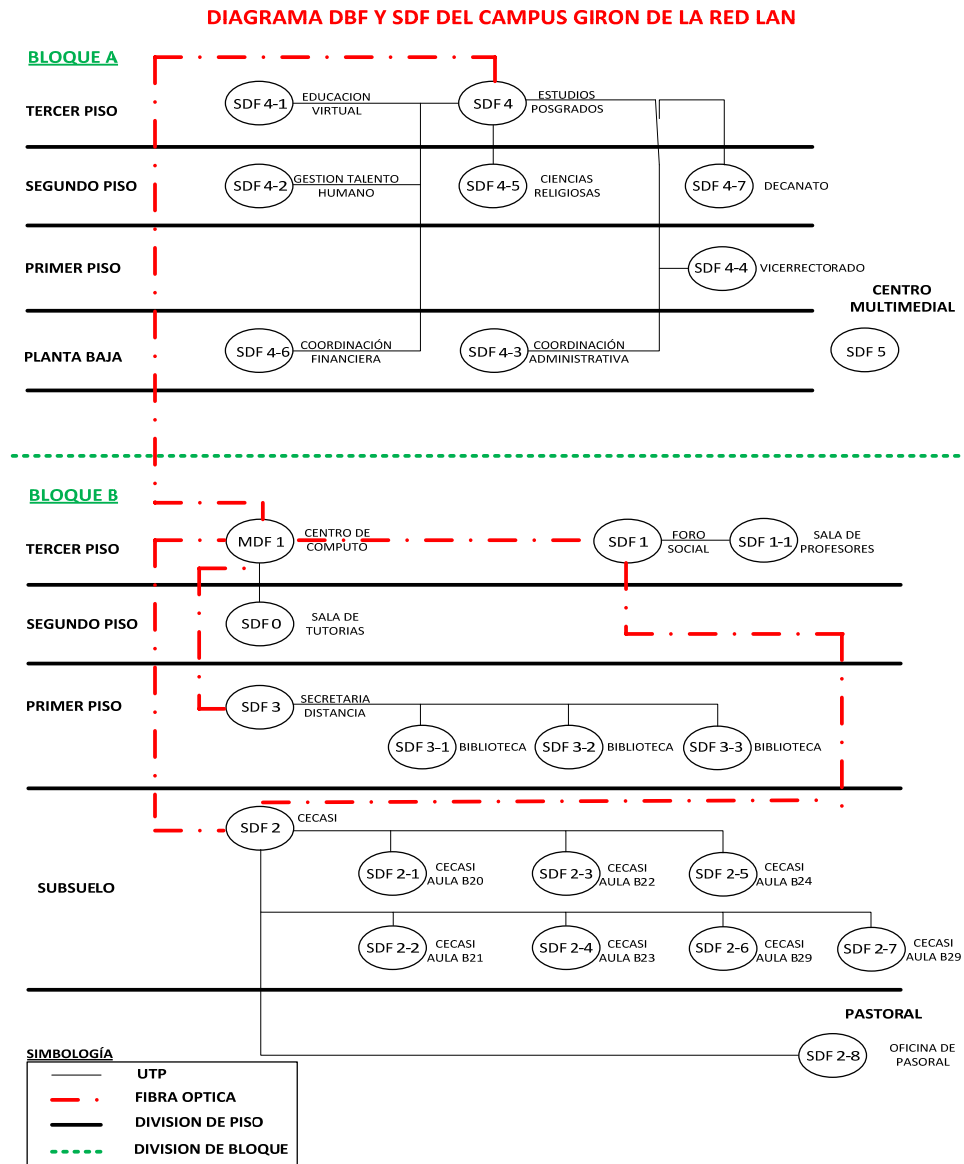 DIAGRAMA DBF Y SDF DEL CAMPUS GIRON DE LA RED LAN
BLOQUE A
TERCER PISO
SDF 4-1
EDUCACION
VIRTUAL
SDF 4
ESTUDIOS
POSGRADOS
SEGUNDO PISO
SDF 4-2
GESTION TALENTO
HUMANO
SDF 4-5
CIENCIAS
RELIGIOSAS
SDF 4-7
DECANATO
PRIMER PISO
SDF 4-4
VICERRECTORADO
CENTRO
MULTIMEDIAL
PLANTA BAJA
SDF 4-6
COORDINACIÓN
FINANCIERA
SDF 4-3
COORDINACIÓN
ADMINISTRATIVA
SDF 5
BLOQUE B
TERCER PISO
MDF 1
CENTRO DE
COMPUTO
SDF 1
FORO
SOCIAL
SDF 1-1
SALA DE
PROFESORES
SEGUNDO PISO
SDF 0
SALA DE
TUTORIAS
PRIMER PISO
SDF 3
SECRETARIA
DISTANCIA
SDF 3-1
BIBLIOTECA
SDF 3-2
BIBLIOTECA
SDF 3-3
BIBLIOTECA
SDF 2
CECASI
SUBSUELO
SDF 2-1
CECASI
AULA B20
SDF 2-3
CECASI
AULA B22
SDF 2-5
CECASI
AULA B24
SDF 2-2
CECASI
AULA B21
SDF 2-4
CECASI
AULA B23
SDF 2-6
CECASI
AULA B29
SDF 2-7
CECASI
AULA B29
PASTORAL
SDF 2-8
OFICINA DE
PASORAL
SIMBOLOGÍA
UTP
FIBRA OPTICA
DIVISION DE PISO
DIVISION DE BLOQUE